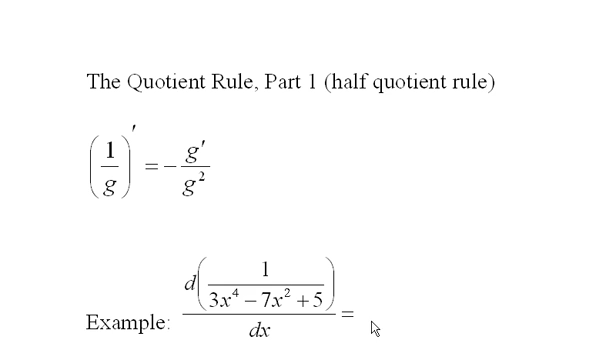 The Quotient Rule, Part 1 (half quotient rule)
(1/g)′ = −g′/g²
Example: d(1/(3x⁴ − 7x² + 5))/dx =